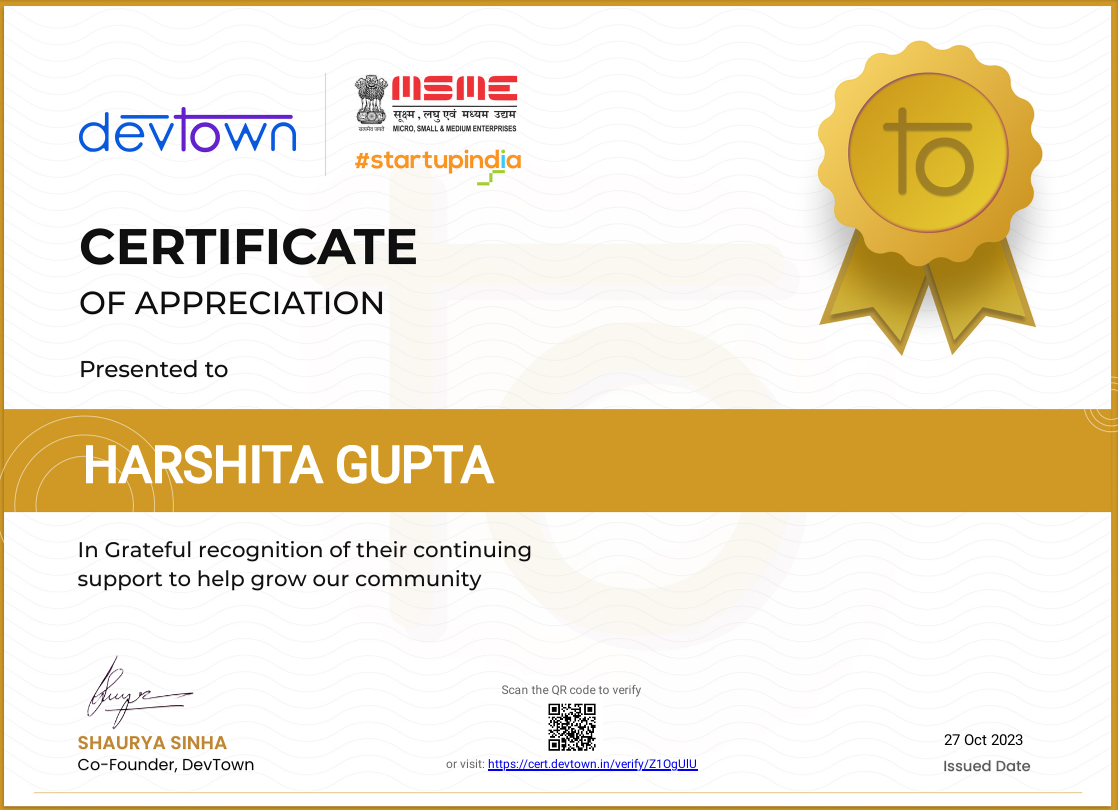 devtown
MSME
सूक्ष्म, लघु एवं मध्यम उद्यम
सत्यमेव जयते
MICRO, SMALL & MEDIUM ENTERPRISES
#startupindia
to
CERTIFICATE
OF APPRECIATION
Presented to
HARSHITA GUPTA
In Grateful recognition of their continuing
support to help grow our community
SHAURYA SINHA
Co-Founder, DevTown
Scan the QR code to verify
or visit: https://cert.devtown.in/verify/Z1OgUlU
27 Oct 2023
Issued Date